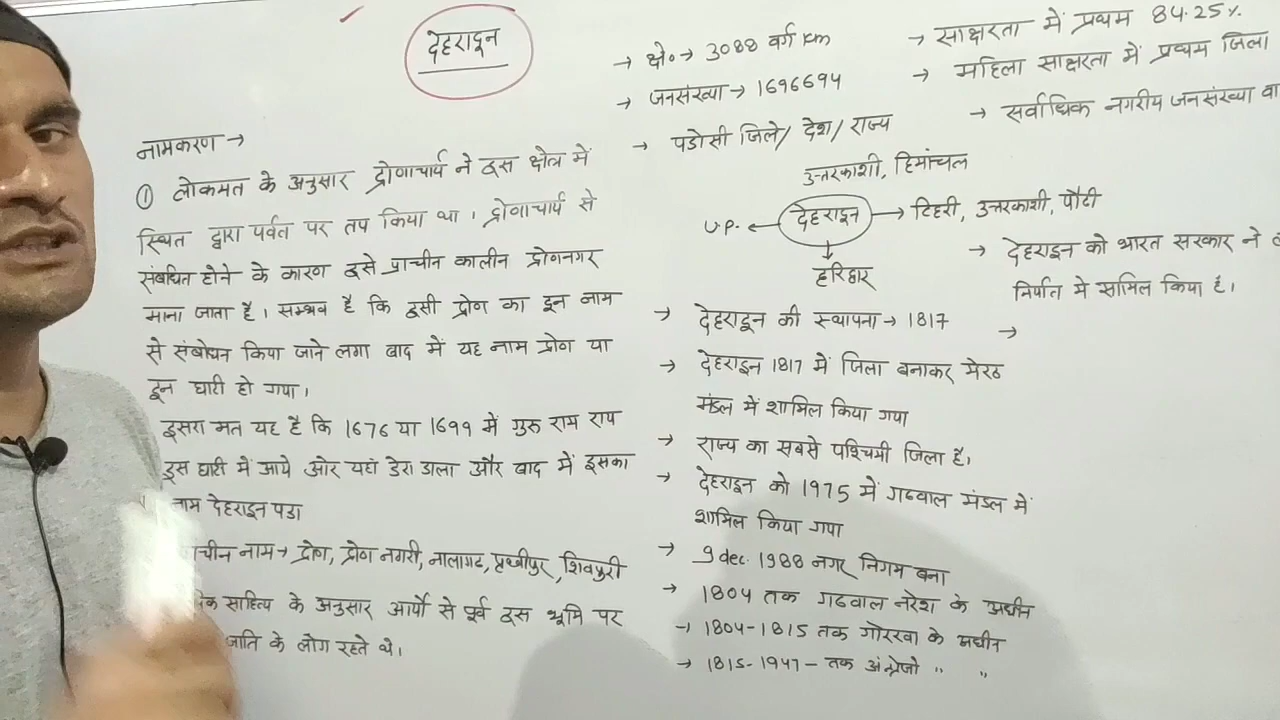 देहरादून
नामकरण →
① लोकमत के अनुसार द्रोणाचार्य ने इस क्षेत्र में
स्थित द्वारा पर्वत पर तप किया था। द्रोणाचार्य से
संबंधित होने के कारण इसे प्राचीन कालीन द्रोणनगर
माना जाता है। सम्भव है कि इसी द्रोण का दून नाम
से संबोधन किया जाने लगा बाद में यह नाम द्रोण या
दून घाटी हो गया।
दूसरा मत यह है कि 1676 या 1699 में गुरु राम राय
इस घाटी में आये और यहां डेरा डाला और बाद में इसका
नाम देहरादून पडा
चीन नाम → द्रोण, द्रोण नगरी, नालागढ, पृथ्वीपुर, शिवपुरी
दिक साहित्य के अनुसार आर्यो से पूर्व इस भूमि पर
जाति के लोग रहते थे।
→ क्षे० → 3088 वर्ग km
→ जनसंख्या → 1696694
→ पडोसी जिले/ देश/ राज्य
उत्तरकाशी, हिमांचल
U.P. ← देहरादून → टिहरी, उत्तरकाशी, पौटी
↓
हरिद्वार
→ देहरादून की स्थापना → 1817
→ देहरादून 1817 में जिला बनाकर मेरठ
मंडल में शामिल किया गया
→ राज्य का सबसे पश्चिमी जिला है।
→ देहरादून को 1975 में गढवाल मंडल में
शामिल किया गया
→ 9 dec. 1988 नगर निगम बना
→ 1804 तक गढवाल नरेश के अधीन
→ 1804-1815 तक गोरखा के अधीन
→ 1815-1947 - तक अंग्रेजो " "
→ साक्षरता में प्रथम 84.25%
→ महिला साक्षरता में प्रथम जिला
→ सर्वाधिक नगरीय जनसंख्या वा
→ देहरादून को भारत सरकार ने
निर्यात मे सामिल किया है।
→